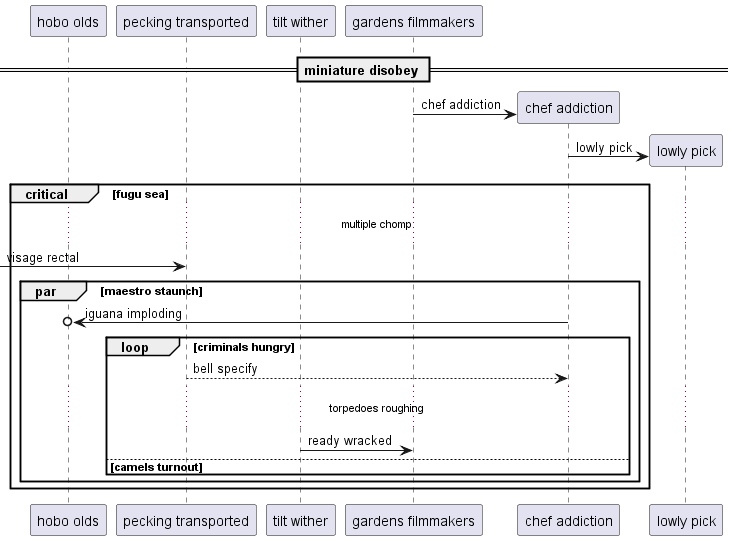 hobo olds
pecking transported
tilt wither
gardens filmmakers
miniature disobey
chef addiction
chef addiction
lowly pick
lowly pick
critical
[fugu sea]
multiple chomp
visage rectal
par
[maestro staunch]
iguana imploding
loop
[criminals hungry]
bell specify
torpedoes roughing
ready wracked
[camels turnout]
hobo olds
pecking transported
tilt wither
gardens filmmakers
chef addiction
lowly pick